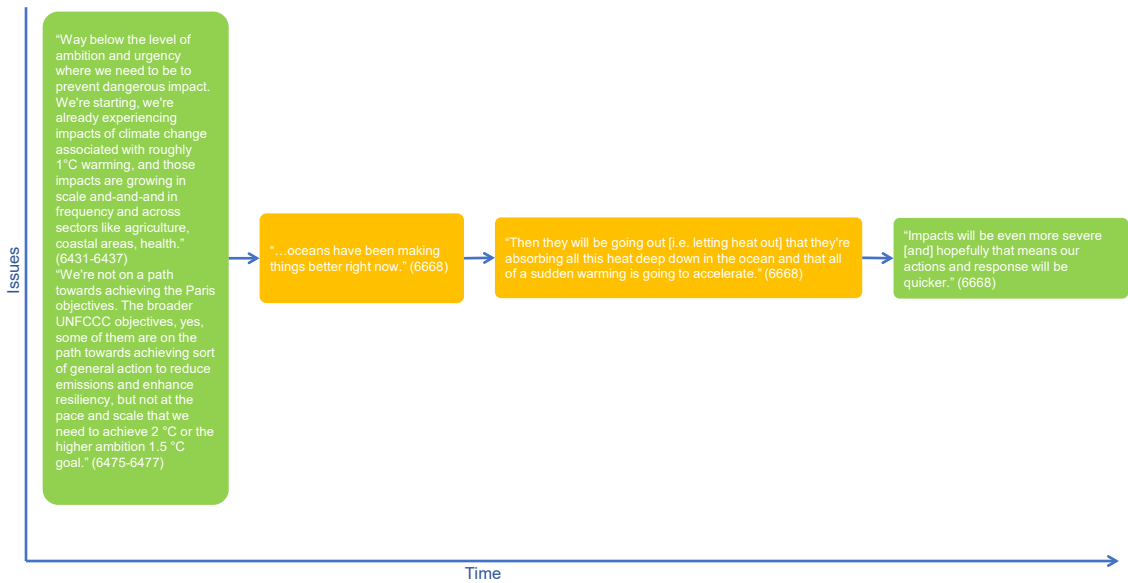 “Way below the level of
ambition and urgency
where we need to be to
prevent dangerous impact.
We're starting, we're
already experiencing
impacts of climate change
associated with roughly
1°C warming, and those
impacts are growing in
scale and-and-and in
frequency and across
sectors like agriculture,
coastal areas, health.”
(6431-6437)
“We're not on a path
towards achieving the Paris
objectives. The broader
UNFCCC objectives, yes,
some of them are on the
path towards achieving sort
of general action to reduce
emissions and enhance
resiliency, but not at the
pace and scale that we
need to achieve 2 °C or the
higher ambition 1.5 °C
goal.” (6475-6477)
“…oceans have been making
things better right now.” (6668)
“Then they will be going out [i.e. letting heat out] that they're
absorbing all this heat deep down in the ocean and that all
of a sudden warming is going to accelerate.” (6668)
“Impacts will be even more severe
[and] hopefully that means our
actions and response will be
quicker.” (6668)
Issues
Time